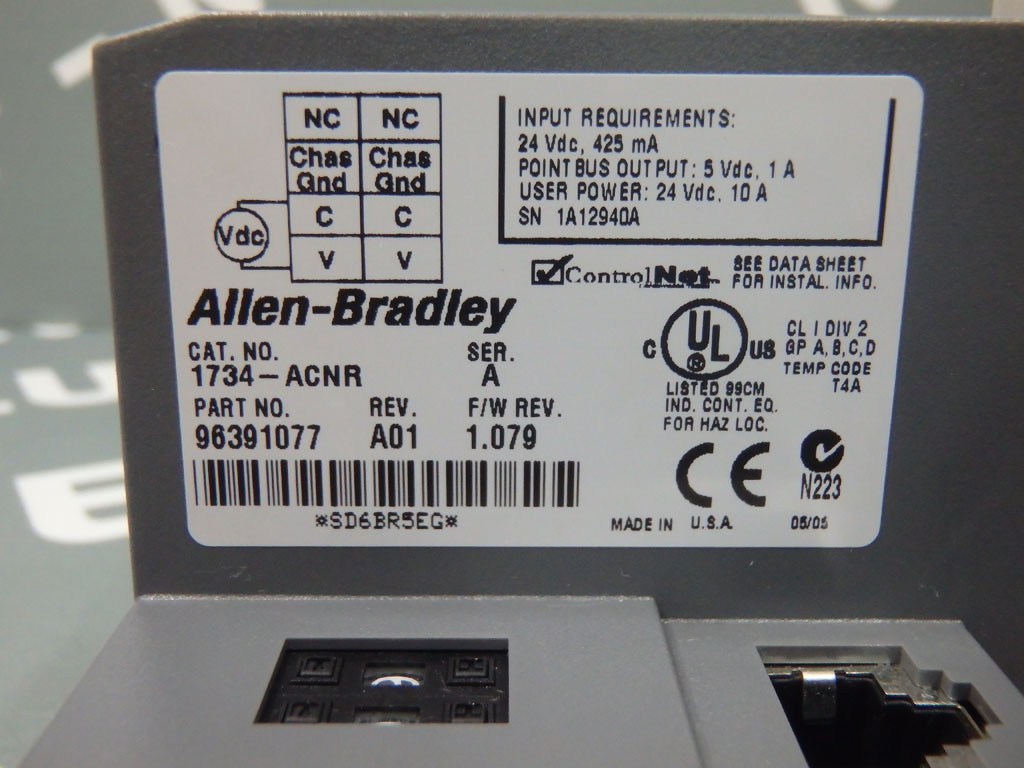 NC NC
Chas Chas
Gnd Gnd
C C
Vdc
V V
INPUT REQUIREMENTS:
24 Vdc, 425 mA
POINTBUS OUTPUT: 5 Vdc, 1 A
USER POWER: 24 Vdc, 10 A
SN 1A12940A
ControlNet
SEE DATA SHEET
FOR INSTAL. INFO.
Allen-Bradley
CAT. NO. SER.
1734-ACNR A
PART NO. REV. F/W REV.
96391077 A01 1.079
*SD6BR5EG*
C UL ® US
CL I DIV 2
GP A, B, C, D
TEMP CODE
T4A
LISTED 99CM
IND. CONT. EQ.
FOR HAZ LOC.
CE
N223
MADE IN U.S.A. 05/05